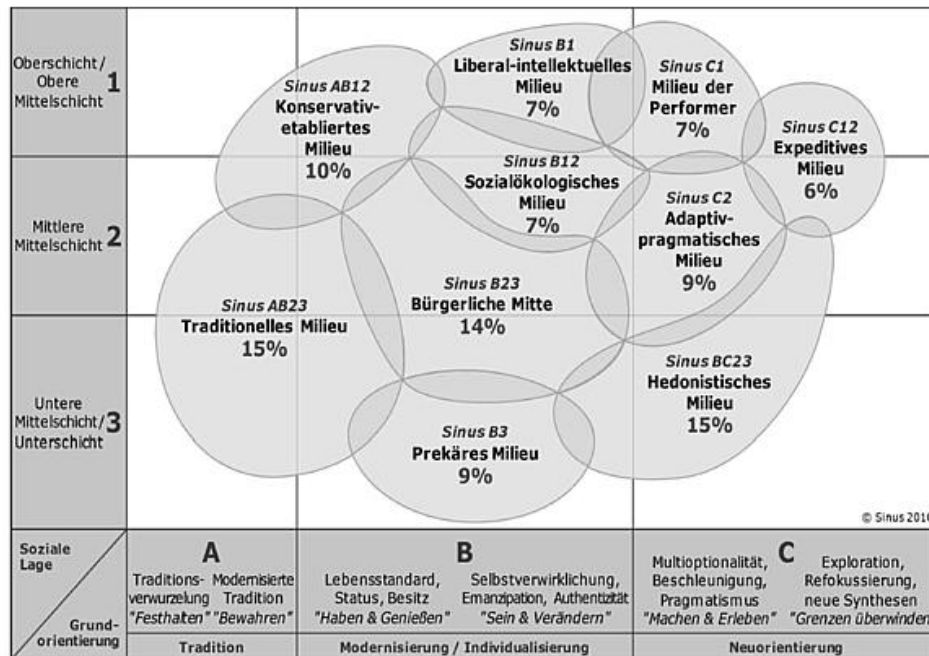 Oberschicht /
Obere
Mittelschicht
1
Mittlere
Mittelschicht
2
Untere
Mittelschicht/
Unterschicht
3
Sinus AB12
Konservativ-
etabliertes
Milieu
10%
Sinus B1
Liberal-intellektuelles
Milieu
7%
Sinus C1
Milieu der
Performer
7%
Sinus C12
Expeditives
Milieu
6%
Sinus B12
Sozialökologisches
Milieu
7%
Sinus C2
Adaptiv-
pragmatisches
Milieu
9%
Sinus AB23
Traditionelles Milieu
15%
Sinus B23
Bürgerliche Mitte
14%
Sinus BC23
Hedonistisches
Milieu
15%
Sinus B3
Prekäres Milieu
9%
© Sinus 2016
Soziale
Lage
Grund-
orientierung
A
Traditions-
verwurzelung
"Festhalten"
Modernisierte
Tradition
"Bewahren"
Tradition
B
Lebensstandard,
Status, Besitz
"Haben & Genießen"
Selbstverwirklichung,
Emanzipation, Authentizität
"Sein & Verändern"
Modernisierung / Individualisierung
C
Multioptionalität,
Beschleunigung,
Pragmatismus
"Machen & Erleben"
Exploration,
Refokussierung,
neue Synthesen
"Grenzen überwinden"
Neuorientierung